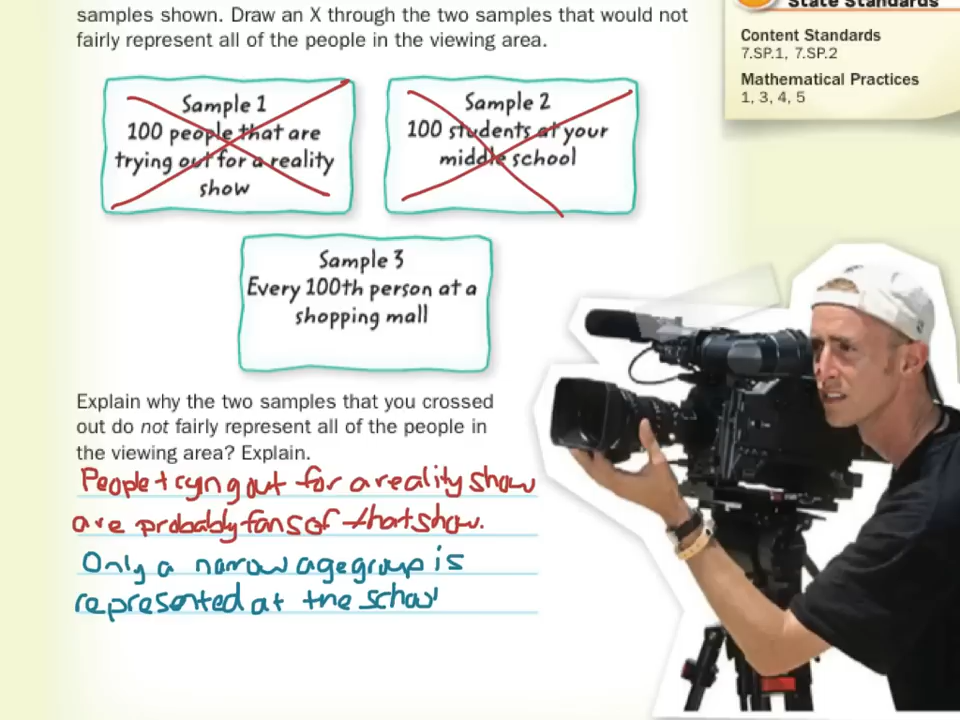 samples shown. Draw an X through the two samples that would not
fairly represent all of the people in the viewing area.
State Standards
Content Standards
7.SP.1, 7.SP.2
Mathematical Practices
1, 3, 4, 5
Sample 1
100 people that are
trying out for a reality
show
Sample 2
100 students at your
middle school
Sample 3
Every 100th person at a
shopping mall
Explain why the two samples that you crossed
out do not fairly represent all of the people in
the viewing area? Explain.
People trying out for a reality show
are probably fans of that show.
Only a narrow age group is
represented at the school